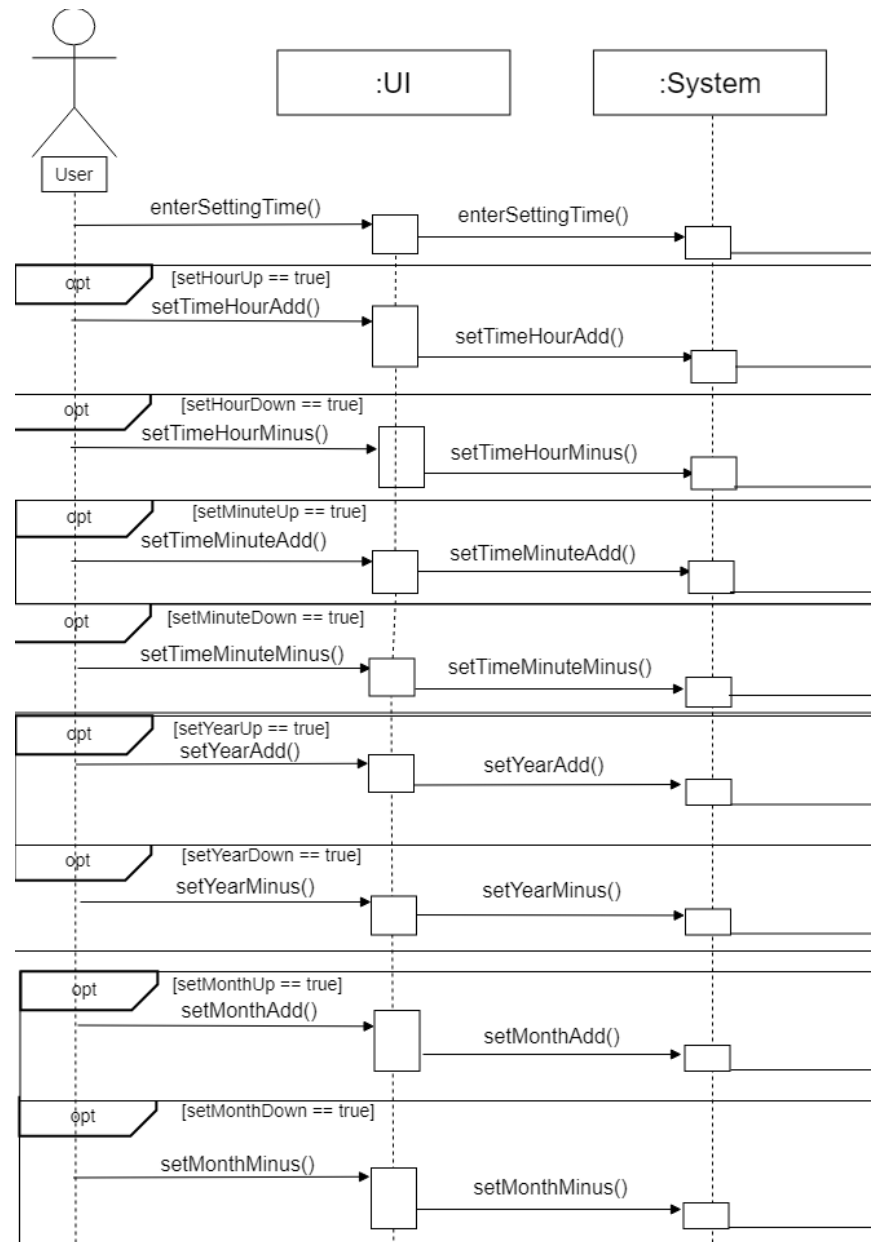 :UI
:System
User
enterSettingTime()
enterSettingTime()
opt
[setHourUp == true]
setTimeHourAdd()
setTimeHourAdd()
opt
[setHourDown == true]
setTimeHourMinus()
setTimeHourMinus()
opt
[setMinuteUp == true]
setTimeMinuteAdd()
setTimeMinuteAdd()
opt
[setMinuteDown == true]
setTimeMinuteMinus()
setTimeMinuteMinus()
opt
[setYearUp == true]
setYearAdd()
setYearAdd()
opt
[setYearDown == true]
setYearMinus()
setYearMinus()
opt
[setMonthUp == true]
setMonthAdd()
setMonthAdd()
opt
[setMonthDown == true]
setMonthMinus()
setMonthMinus()